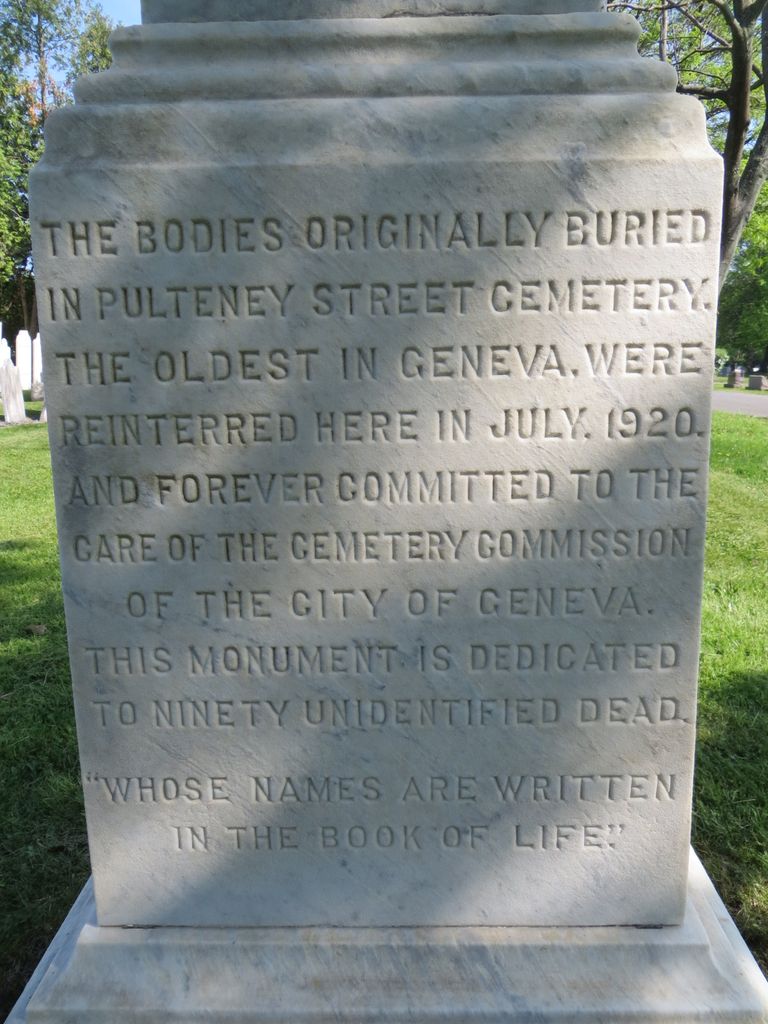 THE BODIES ORIGINALLY BURIED
IN PULTENEY STREET CEMETERY.
THE OLDEST IN GENEVA. WERE
REINTERRED HERE IN JULY. 1920.
AND FOREVER COMMITTED TO THE
CARE OF THE CEMETERY COMMISSION
OF THE CITY OF GENEVA.
THIS MONUMENT IS DEDICATED
TO NINETY UNIDENTIFIED DEAD.
"WHOSE NAMES ARE WRITTEN
IN THE BOOK OF LIFE."